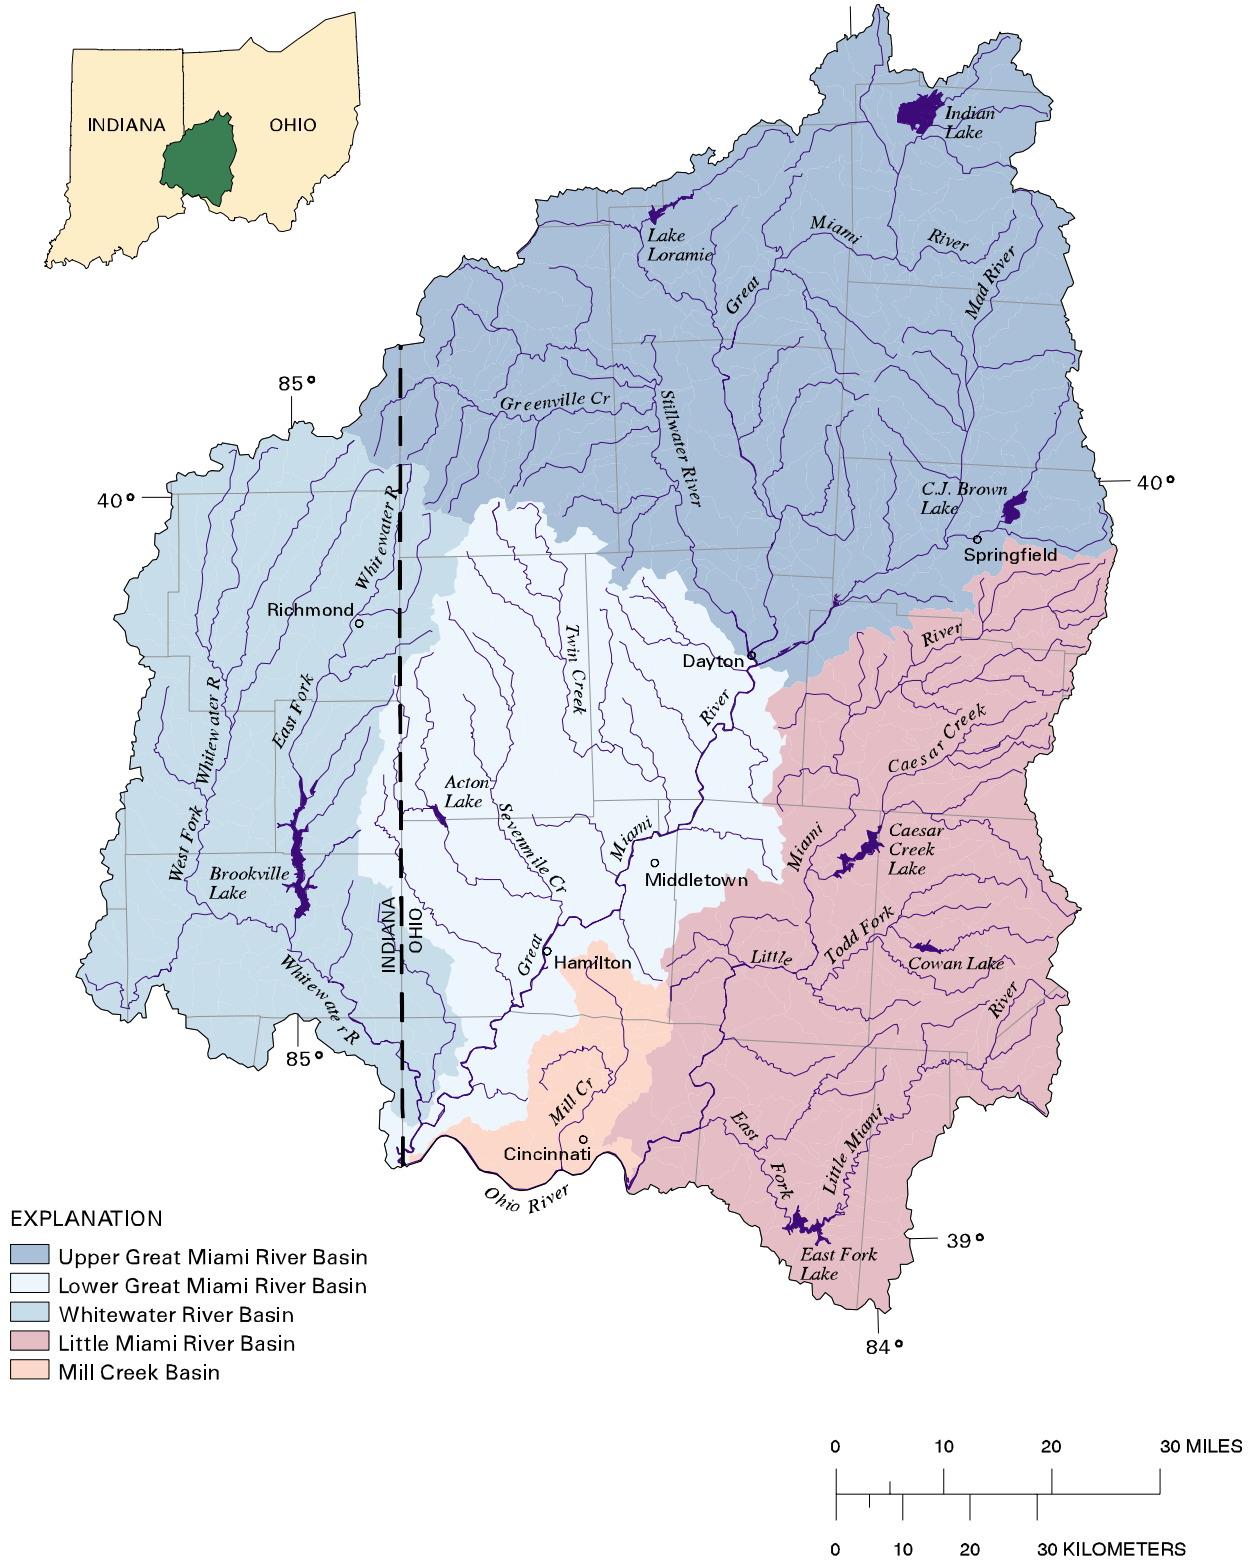 INDIANA
OHIO
Indian
Lake
Lake
Loramie
Great
Miami
River
Mad River
85°
Greenville Cr
Stillwater River
40°
40°
C.J. Brown
Lake
Springfield
Whitewater R
Richmond
Twin Creek
Dayton
River
River
East Fork
Whitewater R
West Fork
Caesar Creek
Acton
Lake
Sevenmile Cr
Miami
Middletown
Miami
Caesar
Creek
Lake
Brookville
Lake
INDIANA
OHIO
Great
Hamilton
Little
Todd Fork
Cowan Lake
River
Whitewater R
85°
Mill Cr
Cincinnati
Ohio River
East
Fork
Little Miami
East Fork
Lake
39°
84°
EXPLANATION
Upper Great Miami River Basin
Lower Great Miami River Basin
Whitewater River Basin
Little Miami River Basin
Mill Creek Basin
0 10 20 30 MILES
0 10 20 30 KILOMETERS